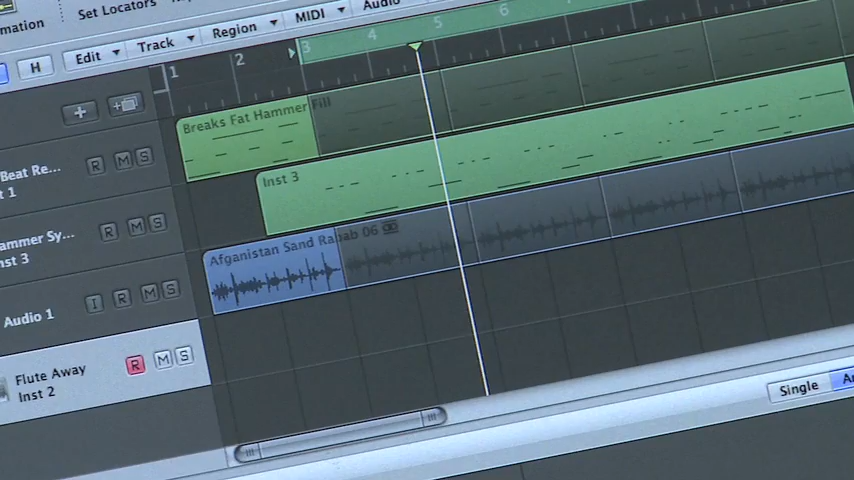 mation
Set Locators
MIDI
Audio
H
Edit
Track
Region
1
2
3
4
5
6
Breaks Fat Hammer Fill
Beat Re...
t 1
R M S
Inst 3
ammer Sy...
nst 3
R M S
Afganistan Sand Rabab 06
Audio 1
I R M S
Flute Away
Inst 2
R M S
Single